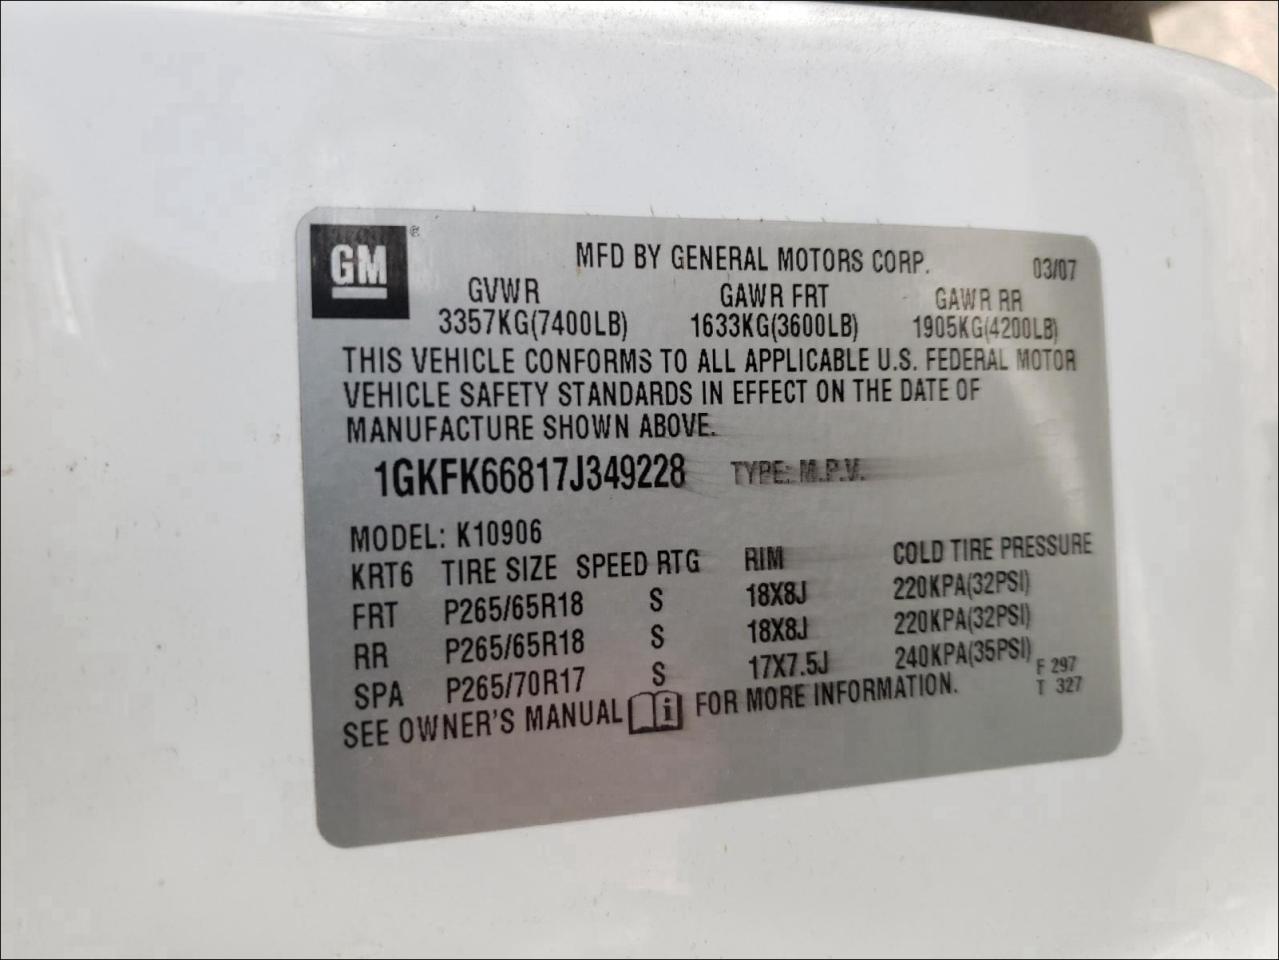 GM ®
MFD BY GENERAL MOTORS CORP. 03/07
GVWR GAWR FRT GAWR RR
3357KG(7400LB) 1633KG(3600LB) 1905KG(4200LB)
THIS VEHICLE CONFORMS TO ALL APPLICABLE U.S. FEDERAL MOTOR
VEHICLE SAFETY STANDARDS IN EFFECT ON THE DATE OF
MANUFACTURE SHOWN ABOVE.
1GKFK66817J349228 TYPE: M.P.V.
MODEL: K10906
KRT6 TIRE SIZE SPEED RTG RIM COLD TIRE PRESSURE
FRT P265/65R18 S 18X8J 220KPA(32PSI)
RR P265/65R18 S 18X8J 220KPA(32PSI)
SPA P265/70R17 S 17X7.5J 240KPA(35PSI) F 297
SEE OWNER'S MANUAL i FOR MORE INFORMATION. T 327